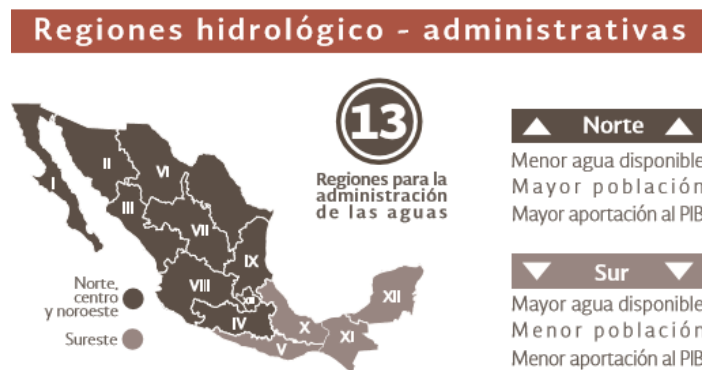 Regiones hidrológico - administrativas
13
Regiones para la
administración
de las aguas
Norte
Menor agua disponible
Mayor población
Mayor aportación al PIB
Sur
Mayor agua disponible
Menor población
Menor aportación al PIB
I
II
III
VI
VII
IX
VIII
IV
X
V
XI
XII
Norte,
centro
y noroeste
Sureste